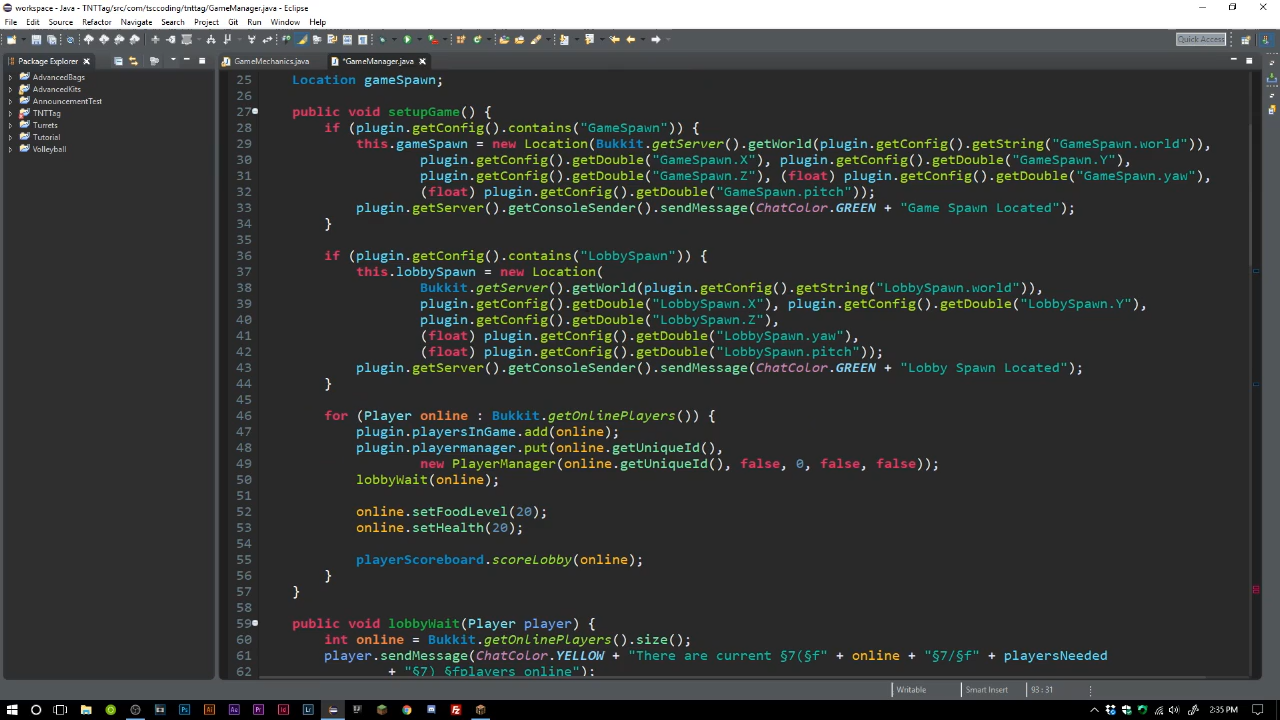 workspace - Java - TNTTag/src/com/tsccoding/tnttag/GameManager.java - Eclipse
File Edit Source Refactor Navigate Search Project Git Run Window Help
Quick Access
Package Explorer
GameMechanics.java
*GameManager.java
AdvancedBags
AdvancedKits
AnnouncementTest
TNTTag
Turrets
Tutorial
Volleyball
25 Location gameSpawn;
26
27 public void setupGame() {
28 if (plugin.getConfig().contains("GameSpawn")) {
29 this.gameSpawn = new Location(Bukkit.getServer().getWorld(plugin.getConfig().getString("GameSpawn.world")),
30 plugin.getConfig().getDouble("GameSpawn.X"), plugin.getConfig().getDouble("GameSpawn.Y"),
31 plugin.getConfig().getDouble("GameSpawn.Z"), (float) plugin.getConfig().getDouble("GameSpawn.yaw"),
32 (float) plugin.getConfig().getDouble("GameSpawn.pitch"));
33 plugin.getServer().getConsoleSender().sendMessage(ChatColor.GREEN + "Game Spawn Located");
34 }
35
36 if (plugin.getConfig().contains("LobbySpawn")) {
37 this.lobbySpawn = new Location(
38 Bukkit.getServer().getWorld(plugin.getConfig().getString("LobbySpawn.world")),
39 plugin.getConfig().getDouble("LobbySpawn.X"), plugin.getConfig().getDouble("LobbySpawn.Y"),
40 plugin.getConfig().getDouble("LobbySpawn.Z"),
41 (float) plugin.getConfig().getDouble("LobbySpawn.yaw"),
42 (float) plugin.getConfig().getDouble("LobbySpawn.pitch"));
43 plugin.getServer().getConsoleSender().sendMessage(ChatColor.GREEN + "Lobby Spawn Located");
44 }
45
46 for (Player online : Bukkit.getOnlinePlayers()) {
47 plugin.playersInGame.add(online);
48 plugin.playermanager.put(online.getUniqueId(),
49 new PlayerManager(online.getUniqueId(), false, 0, false, false));
50 lobbyWait(online);
51
52 online.setFoodLevel(20);
53 online.setHealth(20);
54
55 playerScoreboard.scoreLobby(online);
56 }
57 }
58
59 public void lobbyWait(Player player) {
60 int online = Bukkit.getOnlinePlayers().size();
61 player.sendMessage(ChatColor.YELLOW + "There are current §7(§f" + online + "§7/§f" + playersNeeded
62 + "§7) §fplayers online");
Writable Smart Insert 93 : 31
2:35 PM